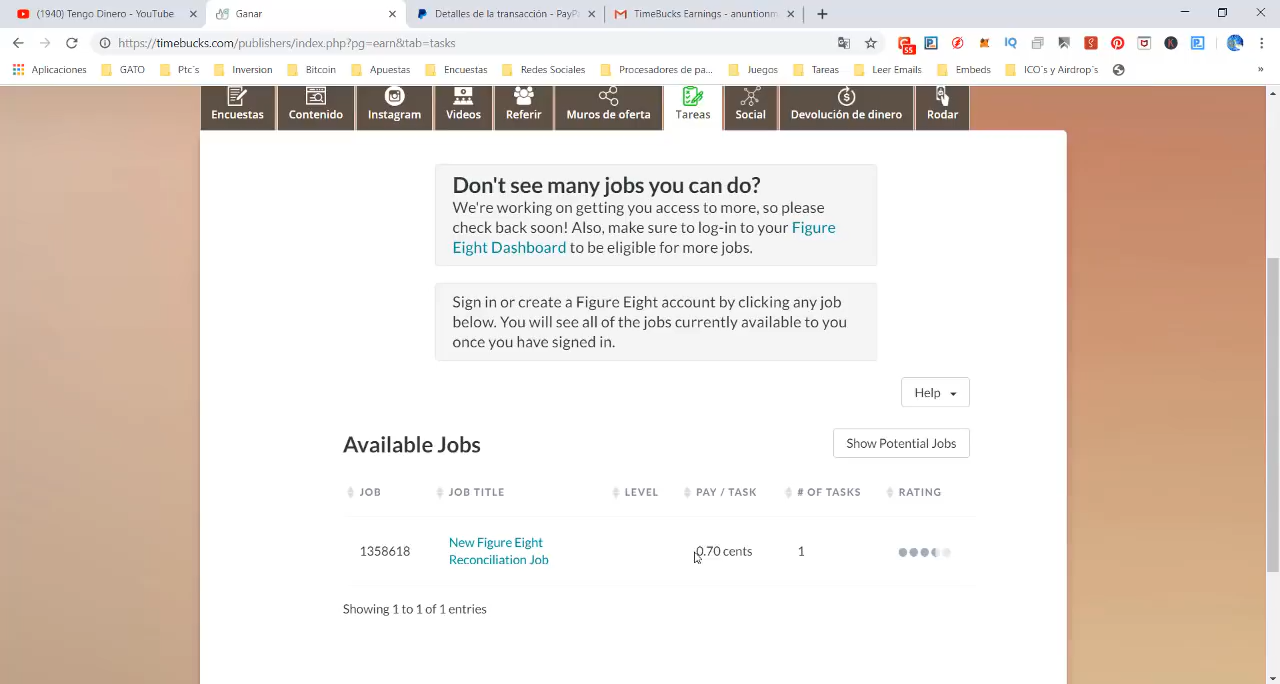 (1940) Tengo Dinero - YouTube
Ganar
Detalles de la transacción - PayP
TimeBucks Earnings - anuntionm
https://timebucks.com/publishers/index.php?pg=earn&tab=tasks
55
IQ
Aplicaciones
GATO
Ptc´s
Inversion
Bitcoin
Apuestas
Encuestas
Redes Sociales
Procesadores de pa...
Juegos
Tareas
Leer Emails
Embeds
ICO´s y Airdrop´s
»
Encuestas
Contenido
Instagram
Videos
Referir
Muros de oferta
Tareas
Social
Devolución de dinero
Rodar
Don't see many jobs you can do?
We're working on getting you access to more, so please
check back soon! Also, make sure to log-in to your Figure
Eight Dashboard to be eligible for more jobs.
Sign in or create a Figure Eight account by clicking any job
below. You will see all of the jobs currently available to you
once you have signed in.
Help
Available Jobs
Show Potential Jobs
JOB
JOB TITLE
LEVEL
PAY / TASK
# OF TASKS
RATING
1358618
New Figure Eight
Reconciliation Job
0.70 cents
1
Showing 1 to 1 of 1 entries